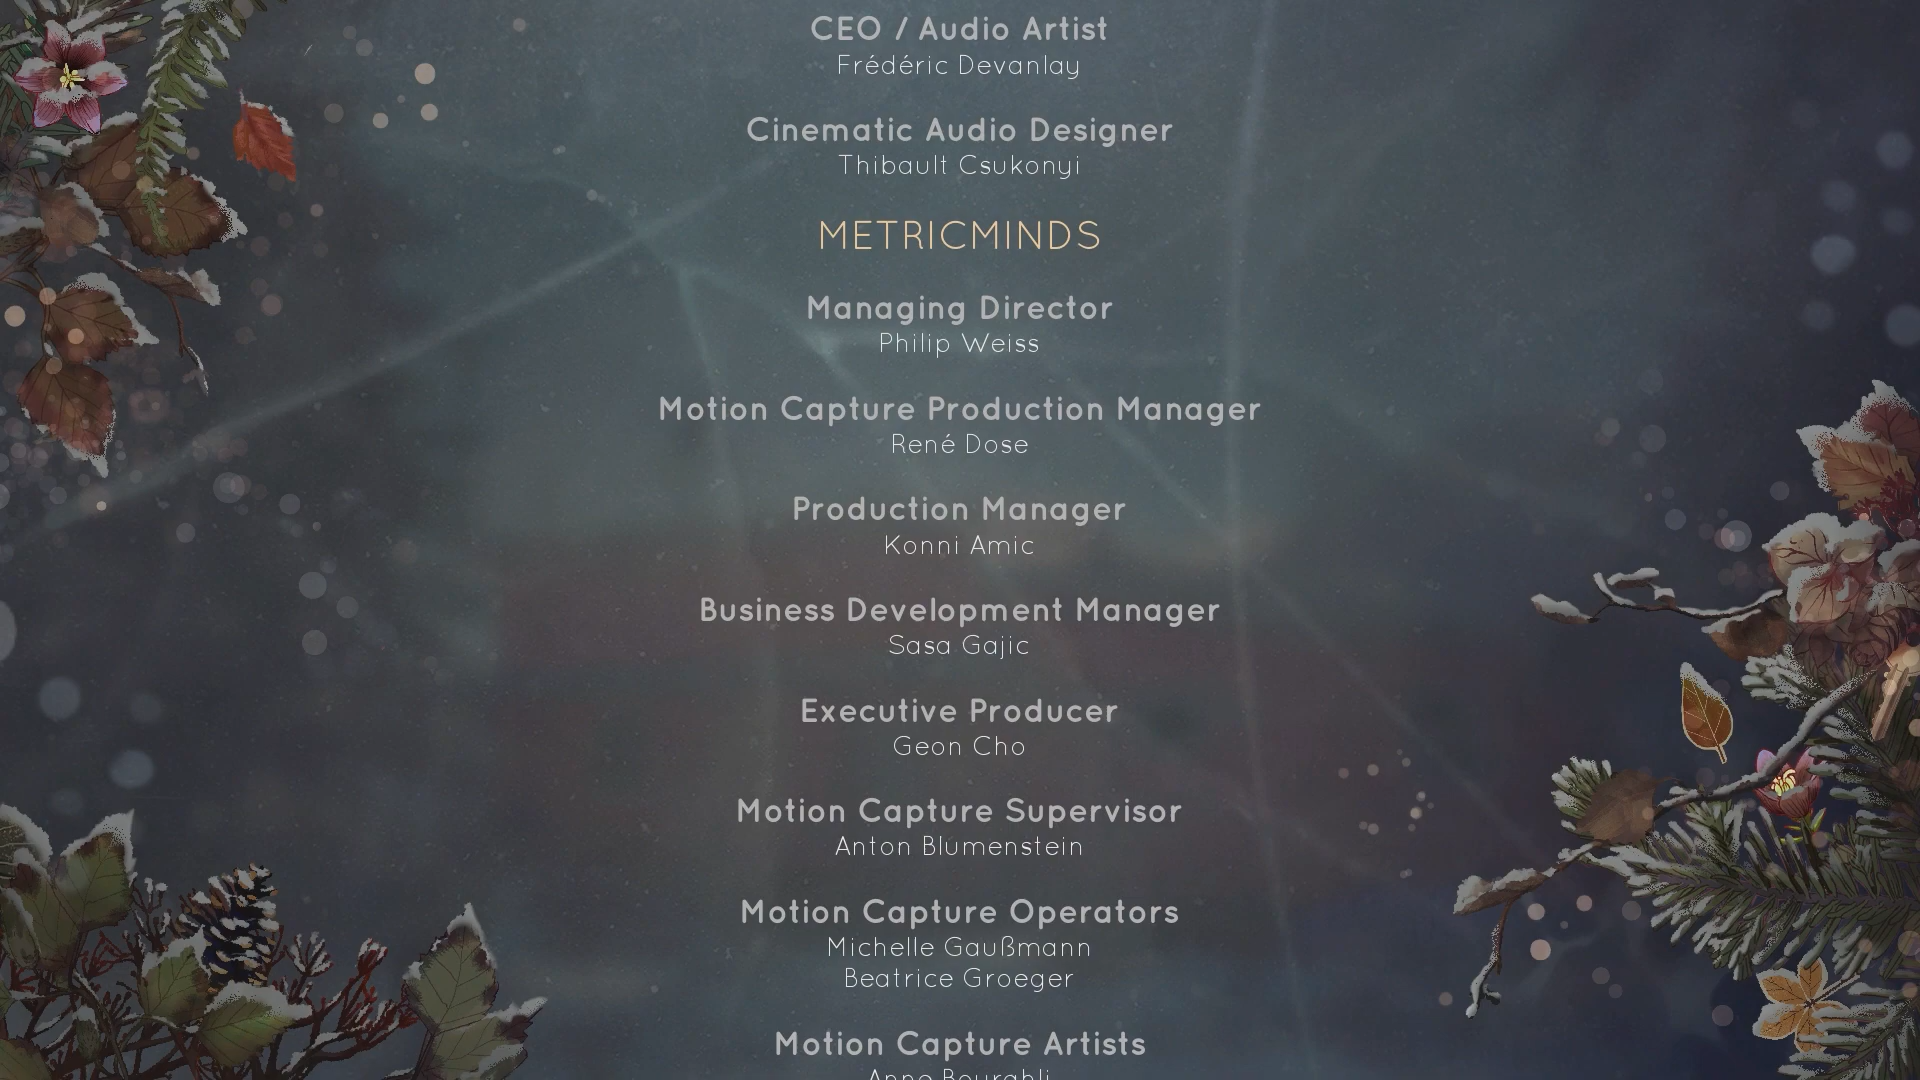 CEO / Audio Artist
Frédéric Devanlay
Cinematic Audio Designer
Thibault Csukonyi
METRICMINDS
Managing Director
Philip Weiss
Motion Capture Production Manager
René Dose
Production Manager
Konni Amic
Business Development Manager
Sasa Gajic
Executive Producer
Geon Cho
Motion Capture Supervisor
Anton Blumenstein
Motion Capture Operators
Michelle Gaußmann
Beatrice Groeger
Motion Capture Artists